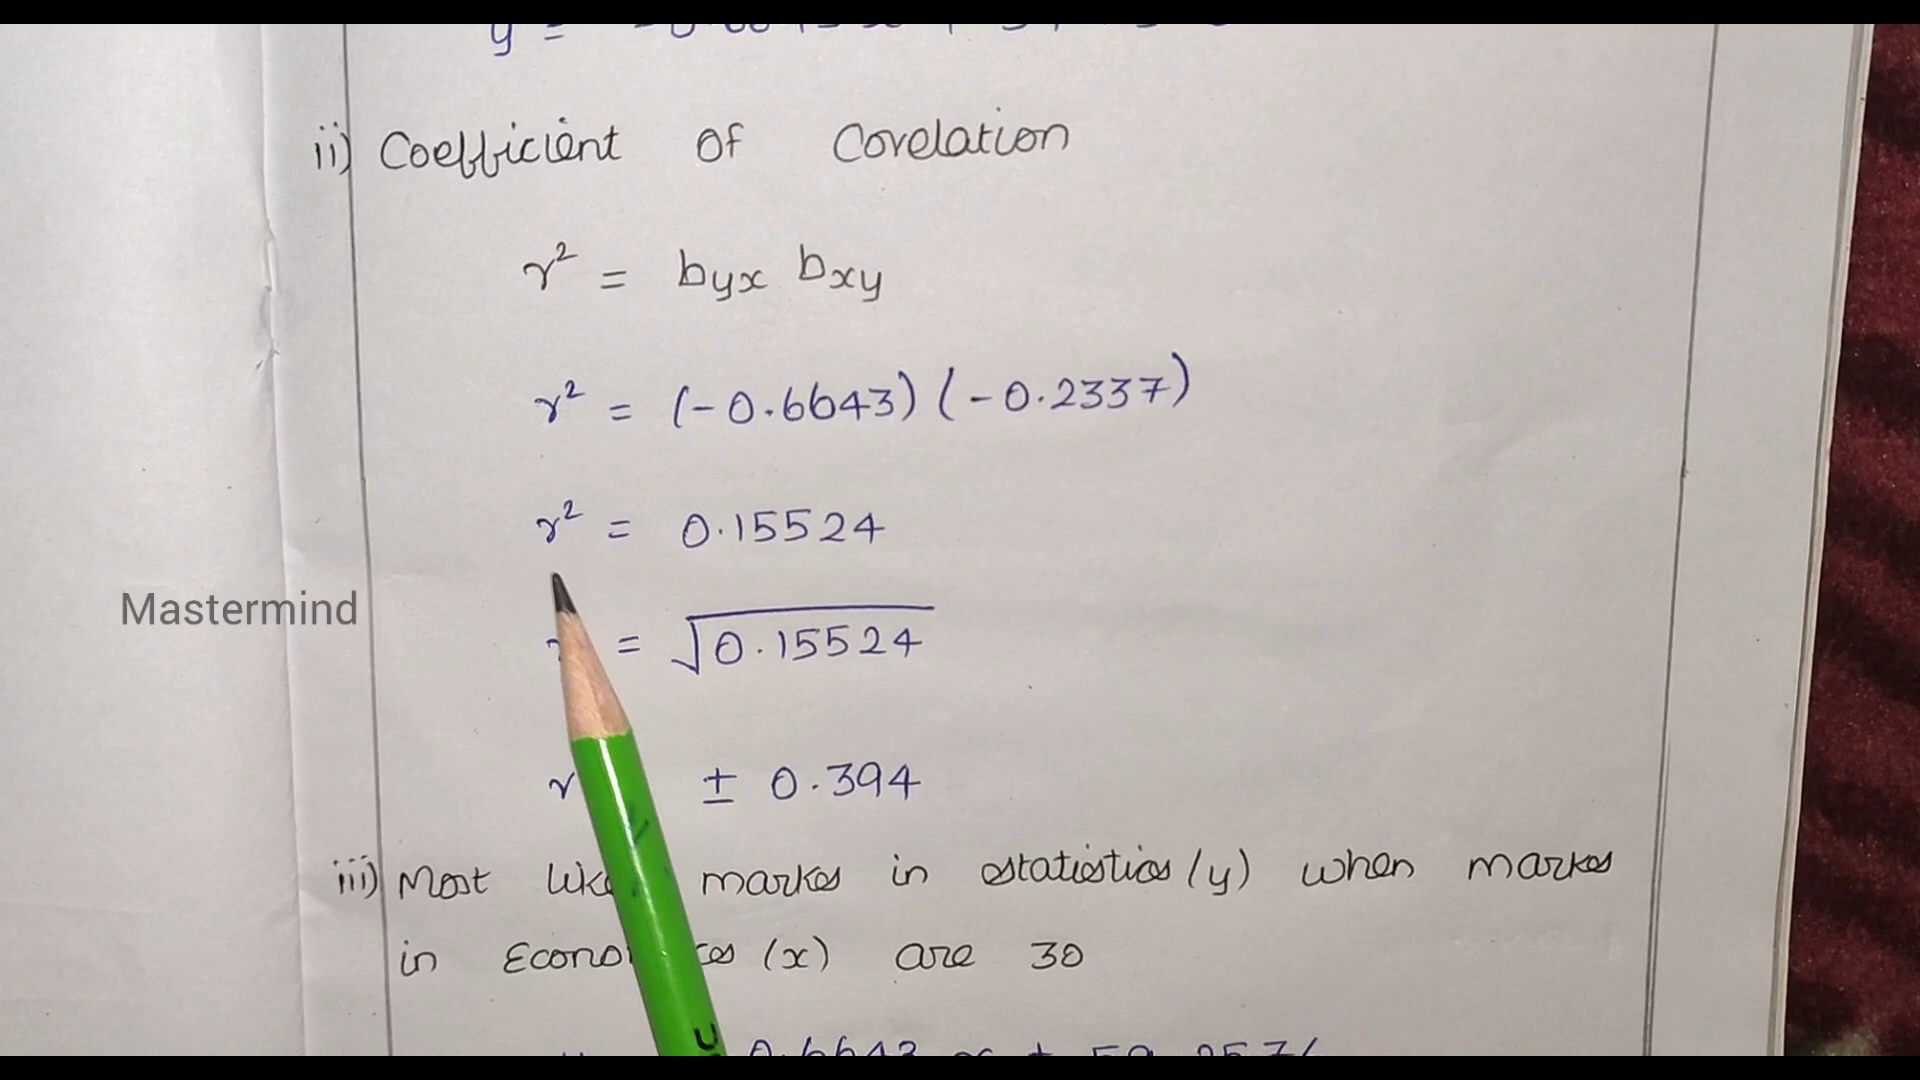 ii) Coefficient of Corelation
r² = byx bxy
r² = (-0.6643) (-0.2337)
r² = 0.15524
Mastermind
= √0.15524
r ± 0.394
iii) Most marks in statistics (y) when marks
in (x) are 30